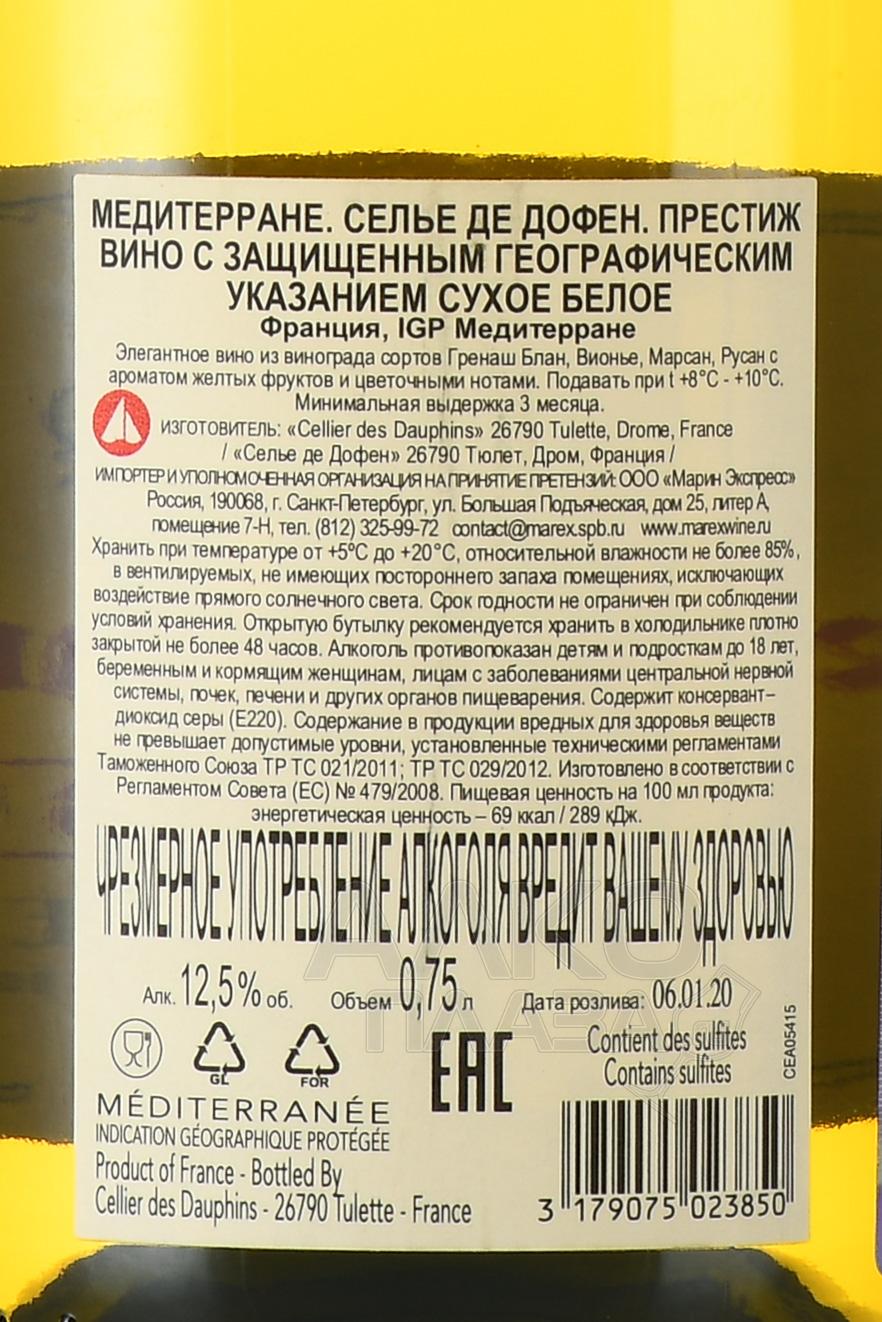 МЕДИТЕРРАНЕ. СЕЛЬЕ ДЕ ДОФЕН. ПРЕСТИЖ
ВИНО С ЗАЩИЩЕННЫМ ГЕОГРАФИЧЕСКИМ
УКАЗАНИЕМ СУХОЕ БЕЛОЕ
Франция, IGP Медитерране
Элегантное вино из винограда сортов Гренаш Блан, Вионье, Марсан, Русан с
ароматом желтых фруктов и цветочными нотами. Подавать при t +8°C - +10°C.
Минимальная выдержка 3 месяца.
ИЗГОТОВИТЕЛЬ: «Cellier des Dauphins» 26790 Tulette, Drome, France
/ «Селье де Дофен» 26790 Тюлет, Дром, Франция /
ИМПОРТЕР И УПОЛНОМОЧЕННАЯ ОРГАНИЗАЦИЯ НА ПРИНЯТИЕ ПРЕТЕНЗИЙ: ООО «Марин Экспресс»
Россия, 190068, г. Санкт-Петербург, ул. Большая Подъяческая, дом 25, литер А,
помещение 7-Н, тел. (812) 325-99-72 contact@marex.spb.ru www.marexwine.ru
Хранить при температуре от +5°C до +20°C, относительной влажности не более 85%,
в вентилируемых, не имеющих постороннего запаха помещениях, исключающих
воздействие прямого солнечного света. Срок годности не ограничен при соблюдении
условий хранения. Открытую бутылку рекомендуется хранить в холодильнике плотно
закрытой не более 48 часов. Алкоголь противопоказан детям и подросткам до 18 лет,
беременным и кормящим женщинам, лицам с заболеваниями центральной нервной
системы, почек, печени и других органов пищеварения. Содержит консервант–
диоксид серы (Е220). Содержание в продукции вредных для здоровья веществ
не превышает допустимые уровни, установленные техническими регламентами
Таможенного Союза ТР ТС 021/2011; ТР ТС 029/2012. Изготовлено в соответствии с
Регламентом Совета (ЕС) № 479/2008. Пищевая ценность на 100 мл продукта:
энергетическая ценность – 69 ккал / 289 кДж.
ЧРЕЗМЕРНОЕ УПОТРЕБЛЕНИЕ АЛКОГОЛЯ ВРЕДИТ ВАШЕМУ ЗДОРОВЬЮ
Алк. 12,5% об. Объем 0,75 л Дата розлива: 06.01.20
GL
FOR
EAC
Contient des sulfites
Contains sulfites
CEA05415
MÉDITERRANÉE
INDICATION GÉOGRAPHIQUE PROTÉGÉE
Product of France - Bottled By
Cellier des Dauphins - 26790 Tulette - France
3 179075 023850
АЛКО
ПЛАЗА